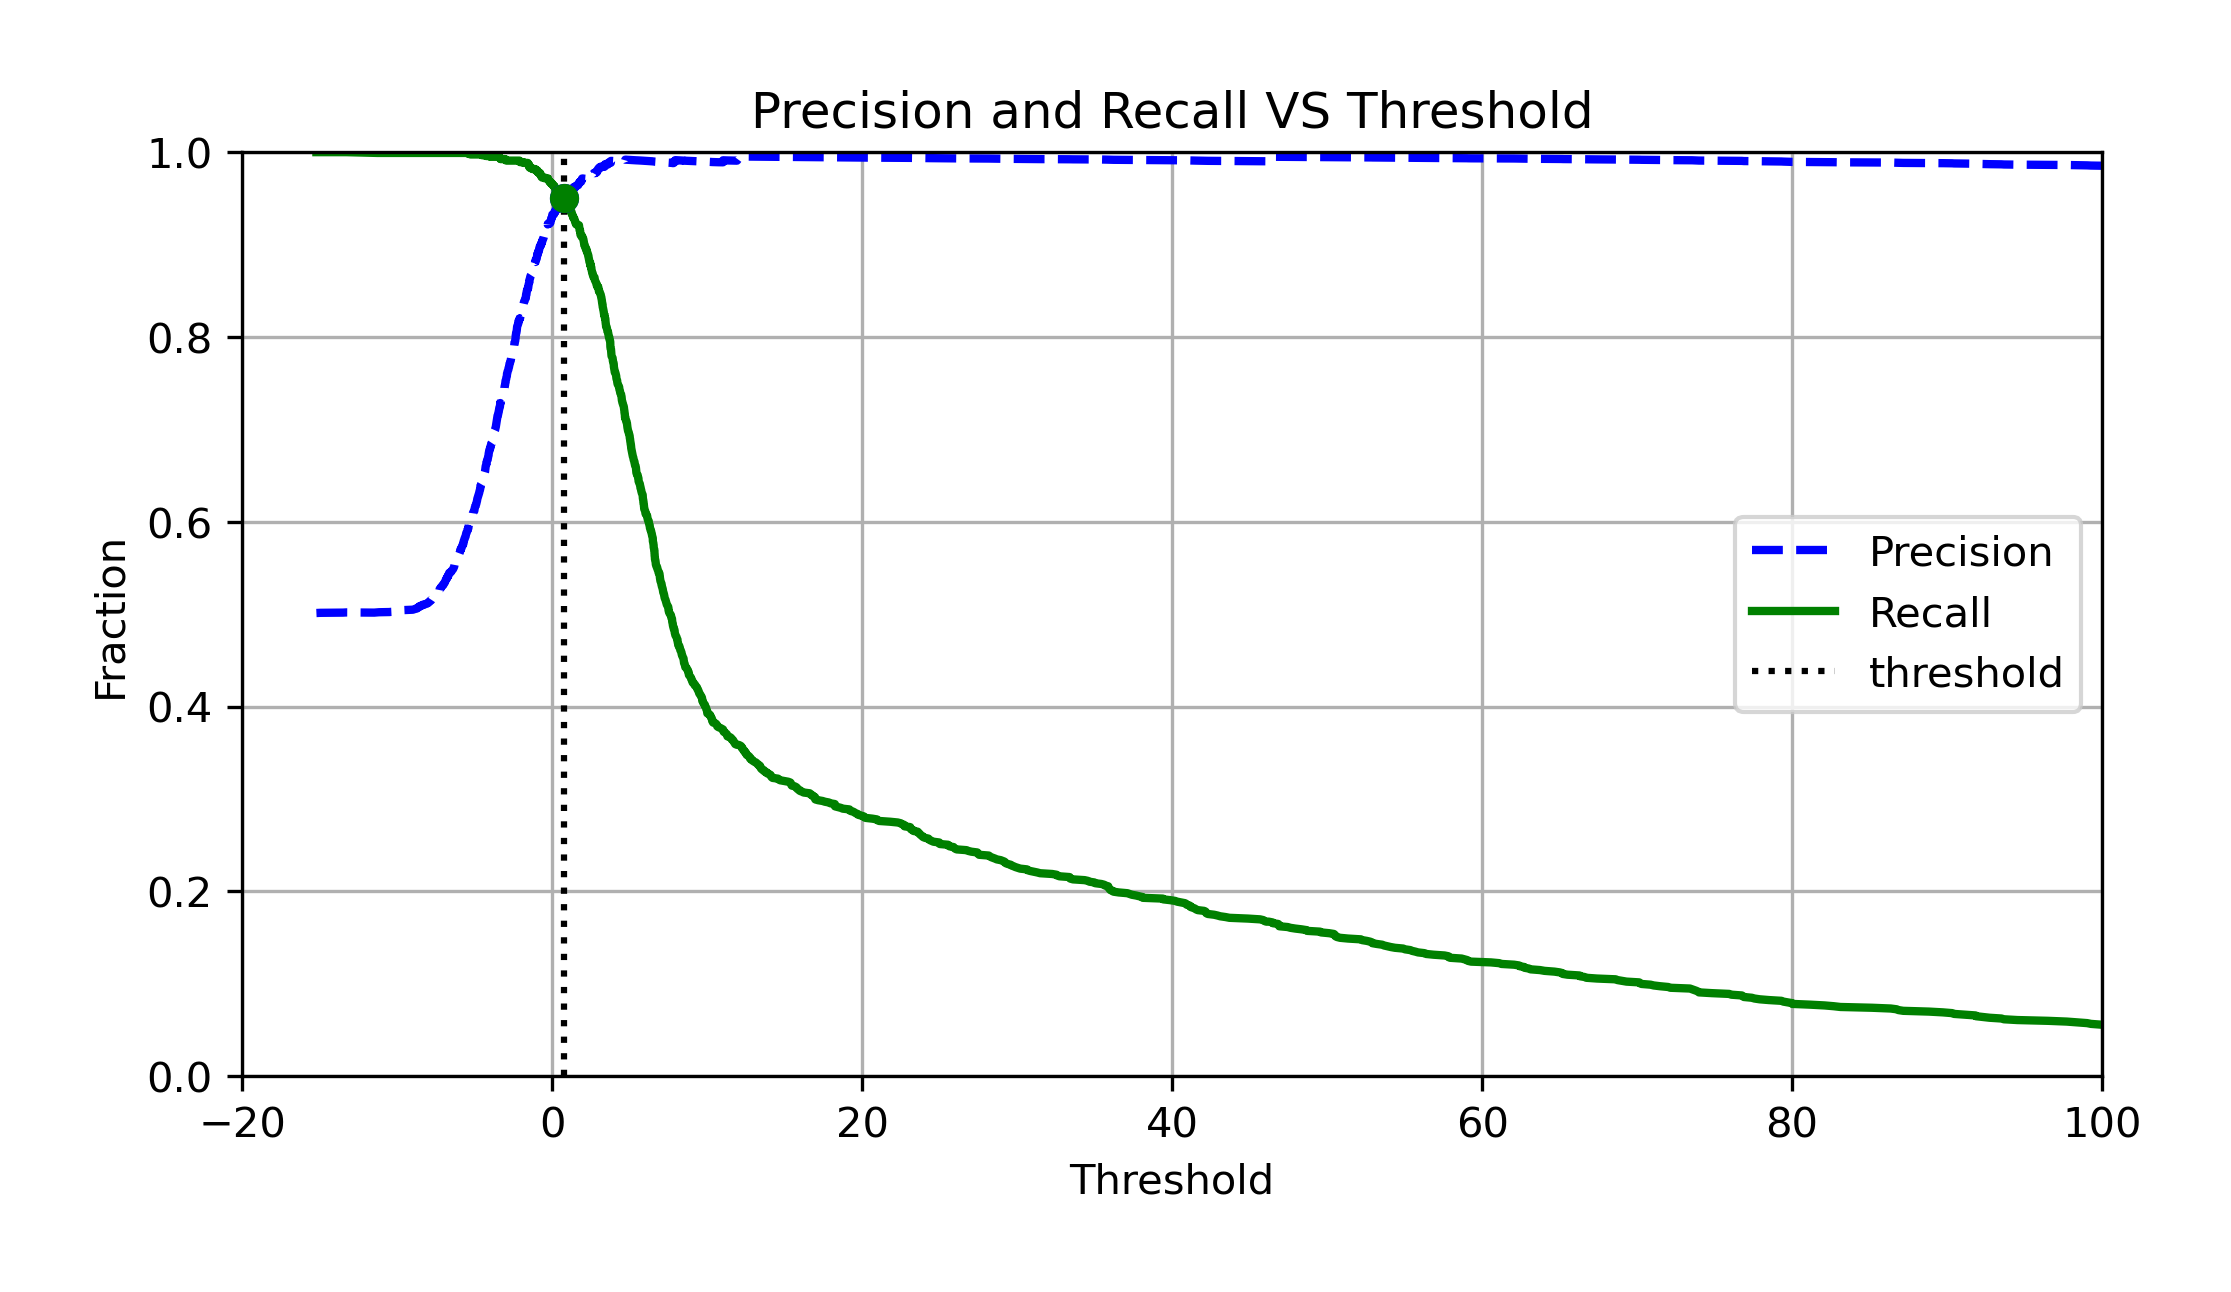 Precision and Recall VS Threshold
1.0
0.8
0.6
0.4
0.2
0.0
Fraction
Precision
Recall
threshold
−20 0 20 40 60 80 100
Threshold